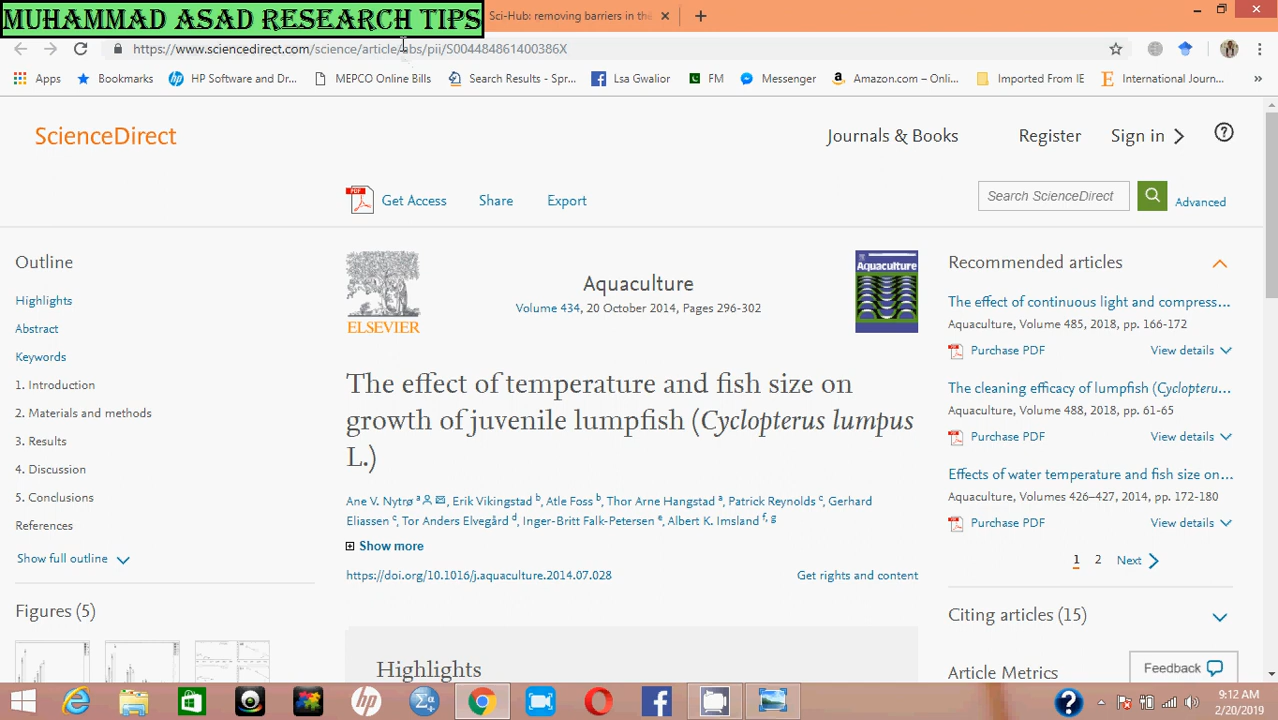 MUHAMMAD ASAD RESEARCH TIPS
Sci-Hub: removing barriers in the
https://www.sciencedirect.com/science/article/abs/pii/S004484861400386X
Apps
Bookmarks
HP Software and Dr...
MEPCO Online Bills
Search Results - Spr...
Lsa Gwalior
FM
Messenger
Amazon.com – Onli...
Imported From IE
International Journ...
»
ScienceDirect
Journals & Books
Register
Sign in
Get Access
Share
Export
Search ScienceDirect
Advanced
Outline
Highlights
Abstract
Keywords
1. Introduction
2. Materials and methods
3. Results
4. Discussion
5. Conclusions
References
Show full outline
Figures (5)
ELSEVIER
Aquaculture
Volume 434, 20 October 2014, Pages 296-302
Aquaculture
The effect of temperature and fish size on
growth of juvenile lumpfish (Cyclopterus lumpus
L.)
Ane V. Nytrø a, Erik Vikingstad b, Atle Foss b, Thor Arne Hangstad a, Patrick Reynolds c, Gerhard
Eliassen c, Tor Anders Elvegård d, Inger-Britt Falk-Petersen e, Albert K. Imsland f, g
Show more
https://doi.org/10.1016/j.aquaculture.2014.07.028
Get rights and content
Highlights
Recommended articles
The effect of continuous light and compress...
Aquaculture, Volume 485, 2018, pp. 166-172
Purchase PDF
View details
The cleaning efficacy of lumpfish (Cyclopteru...
Aquaculture, Volume 488, 2018, pp. 61-65
Purchase PDF
View details
Effects of water temperature and fish size on...
Aquaculture, Volumes 426–427, 2014, pp. 172-180
Purchase PDF
View details
1 2 Next
Citing articles (15)
Article Metrics
Feedback
9:12 AM
2/20/2019